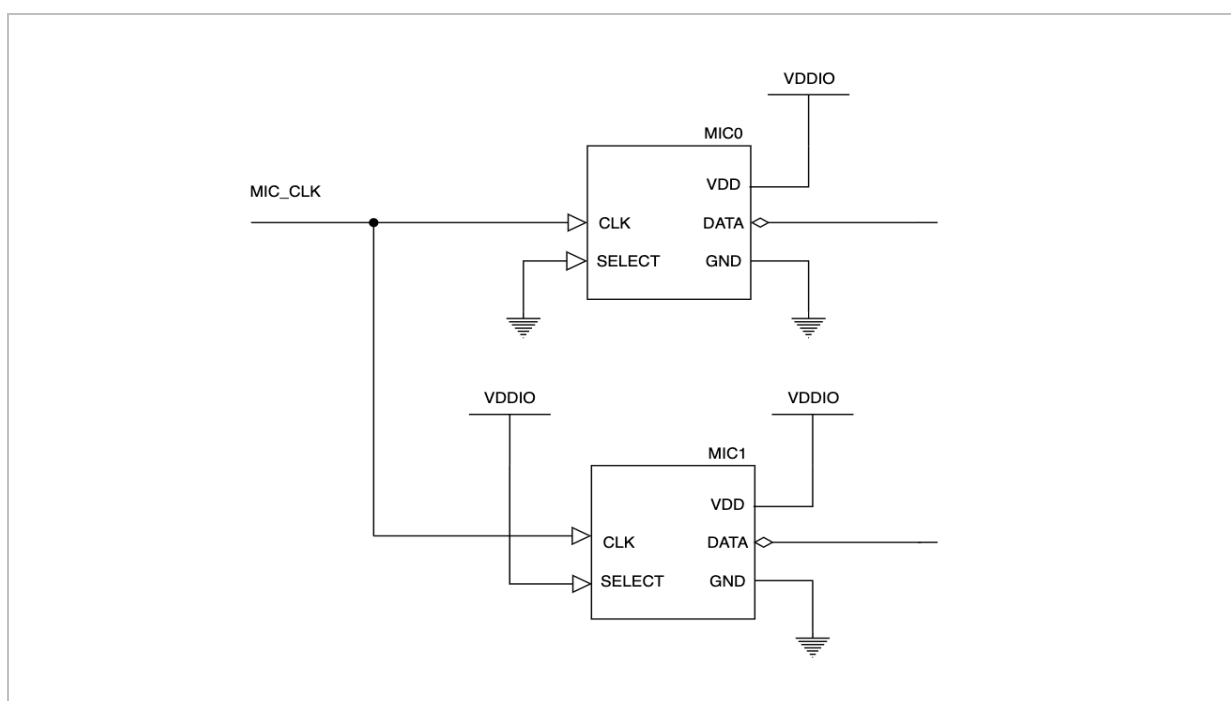 VDDIO
MIC0
VDD
MIC_CLK
CLK
DATA
SELECT
GND
VDDIO
VDDIO
MIC1
VDD
CLK
DATA
SELECT
GND